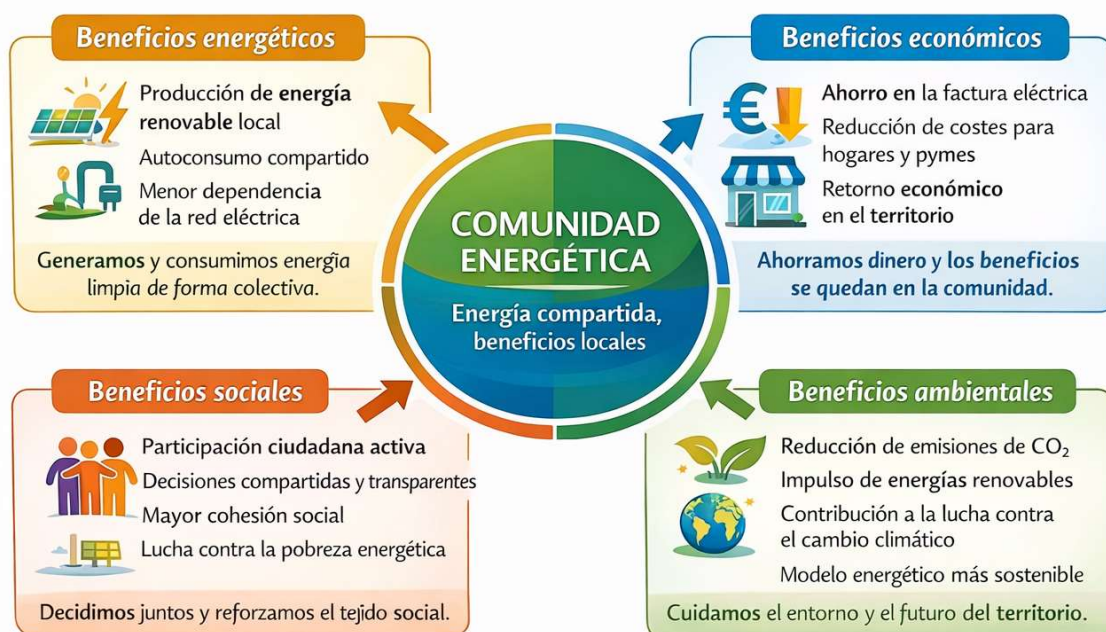 Beneficios energéticos
Producción de energía
renovable local
Autoconsumo compartido
Menor dependencia
de la red eléctrica
Generamos y consumimos energía
limpia de forma colectiva.
Beneficios económicos
Ahorro en la factura eléctrica
Reducción de costes para
hogares y pymes
Retorno económico
en el territorio
Ahorramos dinero y los beneficios
se quedan en la comunidad.
COMUNIDAD
ENERGÉTICA
Energía compartida,
beneficios locales
Beneficios sociales
Participación ciudadana activa
Decisiones compartidas y transparentes
Mayor cohesión social
Lucha contra la pobreza energética
Decidimos juntos y reforzamos el tejido social.
Beneficios ambientales
Reducción de emisiones de CO₂
Impulso de energías renovables
Contribución a la lucha contra
el cambio climático
Modelo energético más sostenible
Cuidamos el entorno y el futuro del territorio.